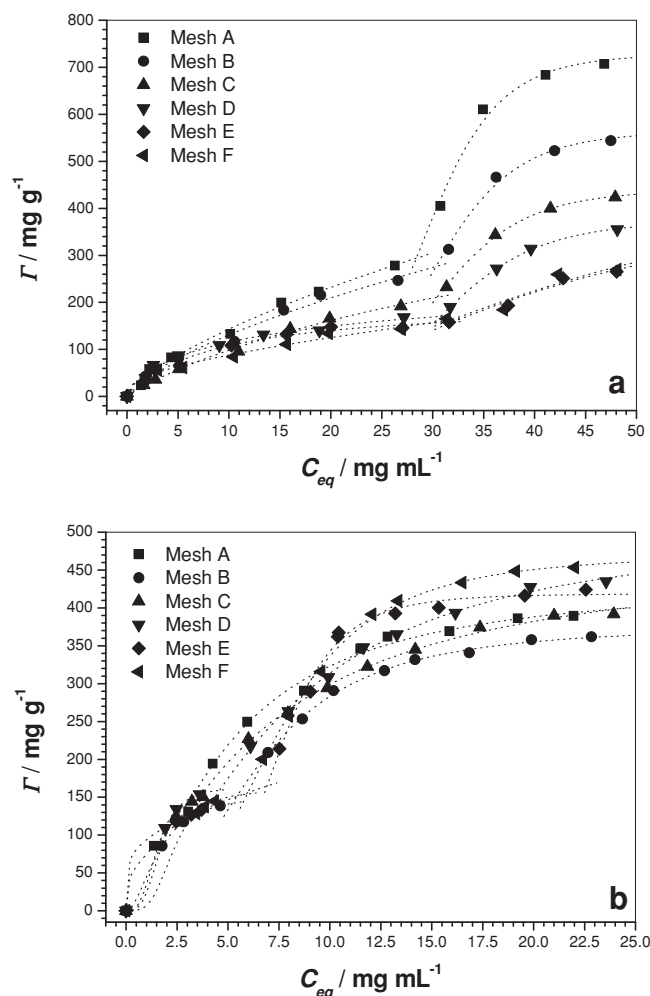 800
700
600
500
400
300
200
100
0
Γ / mg g⁻¹
Mesh A
Mesh B
Mesh C
Mesh D
Mesh E
Mesh F
a
0 5 10 15 20 25 30 35 40 45 50
C_eq / mg mL⁻¹
500
450
400
350
300
250
200
150
100
50
0
Γ / mg g⁻¹
Mesh A
Mesh B
Mesh C
Mesh D
Mesh E
Mesh F
b
0.0 2.5 5.0 7.5 10.0 12.5 15.0 17.5 20.0 22.5 25.0
C_eq / mg mL⁻¹